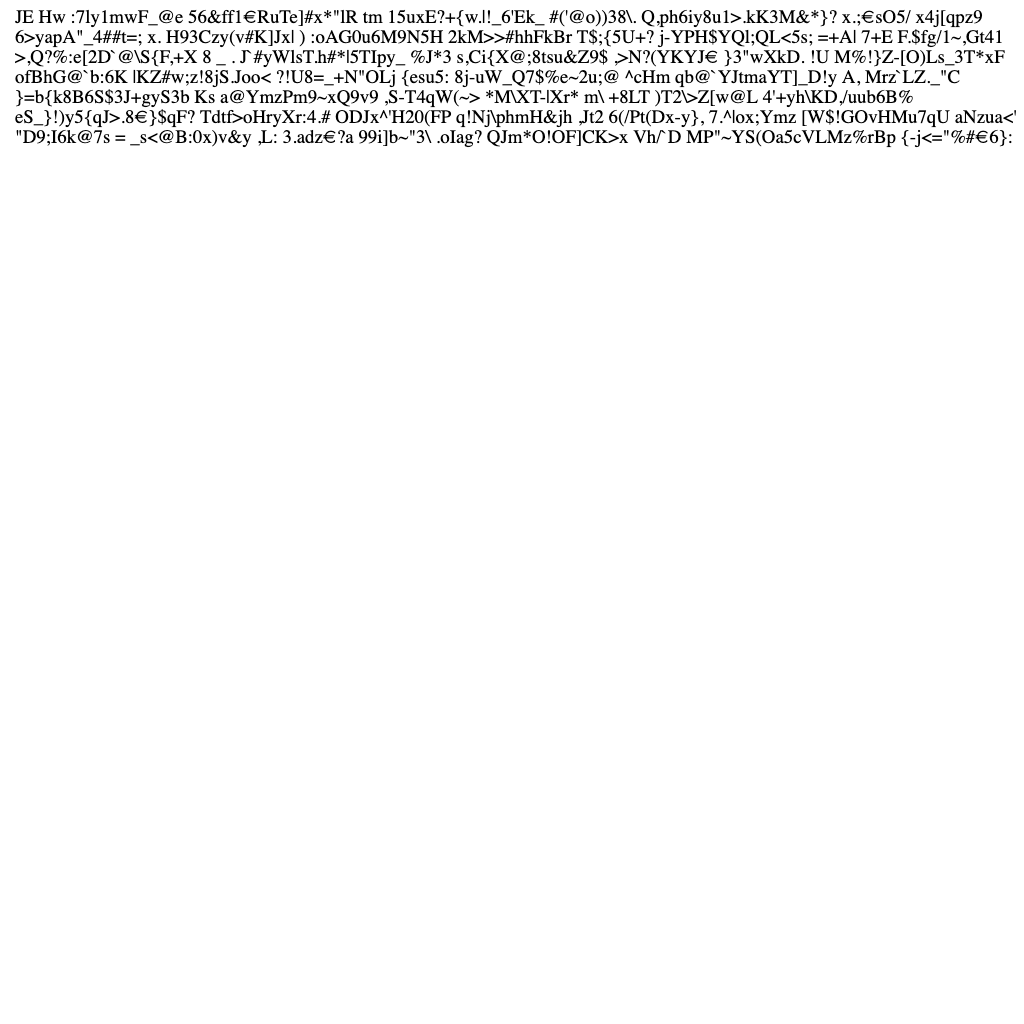 JE Hw :7ly1mwF_@e 56&ff1€RuTe]#x*"lR tm 15uxE?+{w.|!_6'Ek_ #('@o))38\. Q,ph6iy8u1>.kK3M&*}? x.;€sO5/ x4j[qpz9
6>yapA"_4##t=; x. H93Czy(v#K]Jx| ) :oAG0u6M9N5H 2kM>>#hhFkBr T$;{5U+? j-YPH$YQl;QL<5s; =+A| 7+E F.$fg/1~,Gt41
>,Q?%:e[2D`@\S{F,+X 8 _ . J`#yWlsT.h#*|5TIpy_ %J*3 s,Ci{X@;8tsu&Z9$ ,>N?(YKYJ€ }3"wXkD. !U M%!}Z-[O)Ls_3T*xF
ofBhG@`b:6K |KZ#w;z!8jS.Joo< ?!U8=_+N"OLj {esu5: 8j-uW_Q7$%e~2u;@ ^cHm qb@`YJtmaYT]_D!y A, Mrz`LZ._"C
}=b{k8B6S$3J+gyS3b Ks a@YmzPm9~xQ9v9 ,S-T4qW(~> *M\XT-|Xr* m\ +8LT )T2\>Z[w@L 4'+yh\KD,/uub6B%
eS_}!)y5{qJ>.8€}$qF? Tdtf>oHryXr:4.# ODJx^'H20(FP q!Nj\phmH&jh ,Jt2 6(/Pt(Dx-y}, 7.^|ox;Ymz [W$!GOvHMu7qU aNzua<'
"D9;I6k@7s = _s<@B:0x)v&y ,L: 3.adz€?a 99i]b~"3\ .oIag? QJm*O!OF]CK>x Vh/`D MP"~YS(Oa5cVLMz%rBp {-j<="%#€6}: